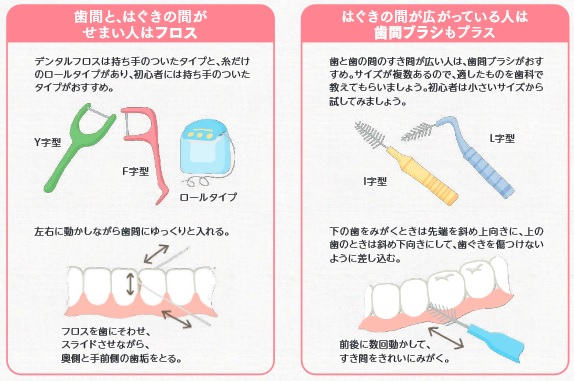 歯間と、はぐきの間が
せまい人はフロス
デンタルフロスは持ち手のついたタイプと、糸だけ
のロールタイプがあり、初心者には持ち手のついた
タイプがおすすめ。
Y字型
F字型
ロールタイプ
左右に動かしながら歯間にゆっくりと入れる。
フロスを歯にそわせ、
スライドさせながら、
奥側と手前側の歯垢をとる。
はぐきの間が広がっている人は
歯間ブラシもプラス
歯と歯の間のすき間が広い人は、歯間ブラシがおす
すめ。サイズが複数あるので、適したものを歯科で
教えてもらいましょう。初心者は小さいサイズから
試してみましょう。
L字型
I字型
下の歯をみがくときは先端を斜め上向きに、上の
歯のときは斜め下向きにして、歯ぐきを傷つけない
ように差し込む。
前後に数回動かして、
すき間をきれいにみがく。